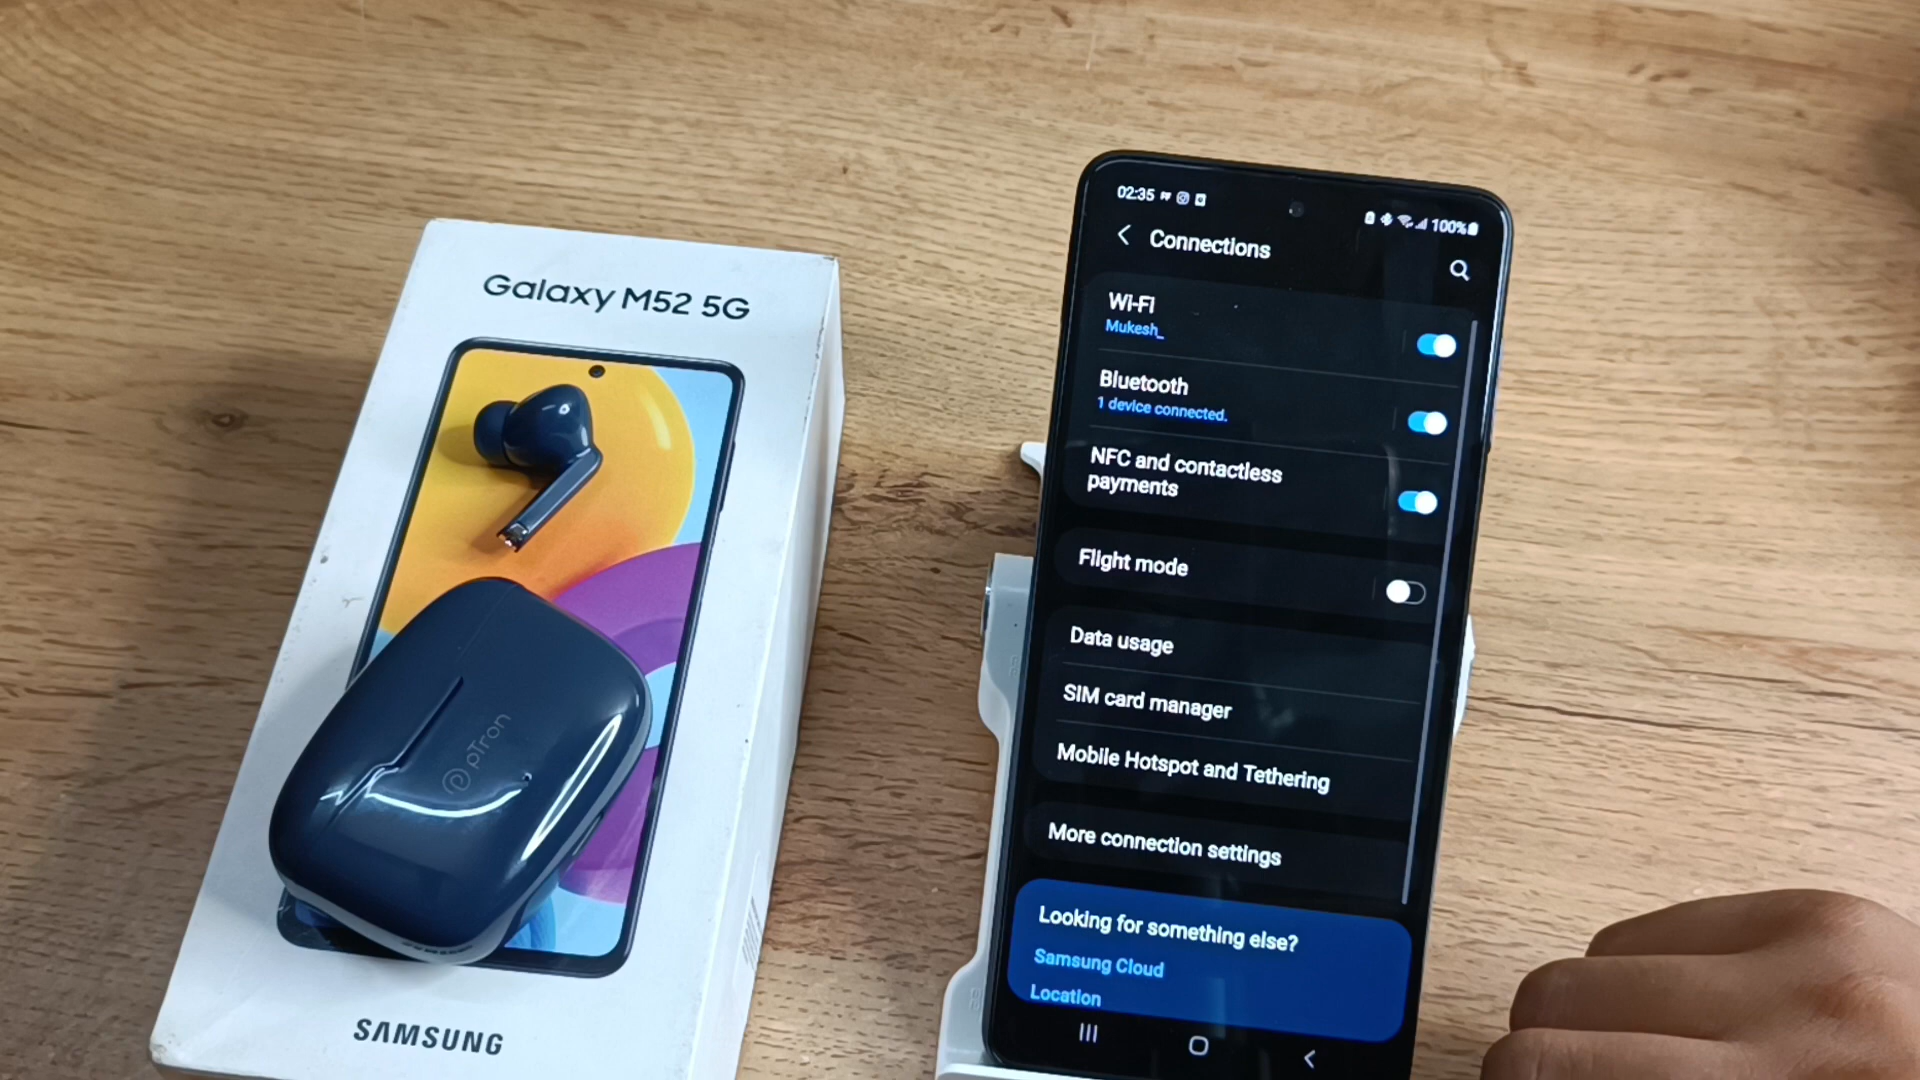 Galaxy M52 5G
pTron
SAMSUNG
02:35
100%
Connections
Wi-Fi
Mukesh_
Bluetooth
1 device connected.
NFC and contactless
payments
Flight mode
Data usage
SIM card manager
Mobile Hotspot and Tethering
More connection settings
Looking for something else?
Samsung Cloud
Location